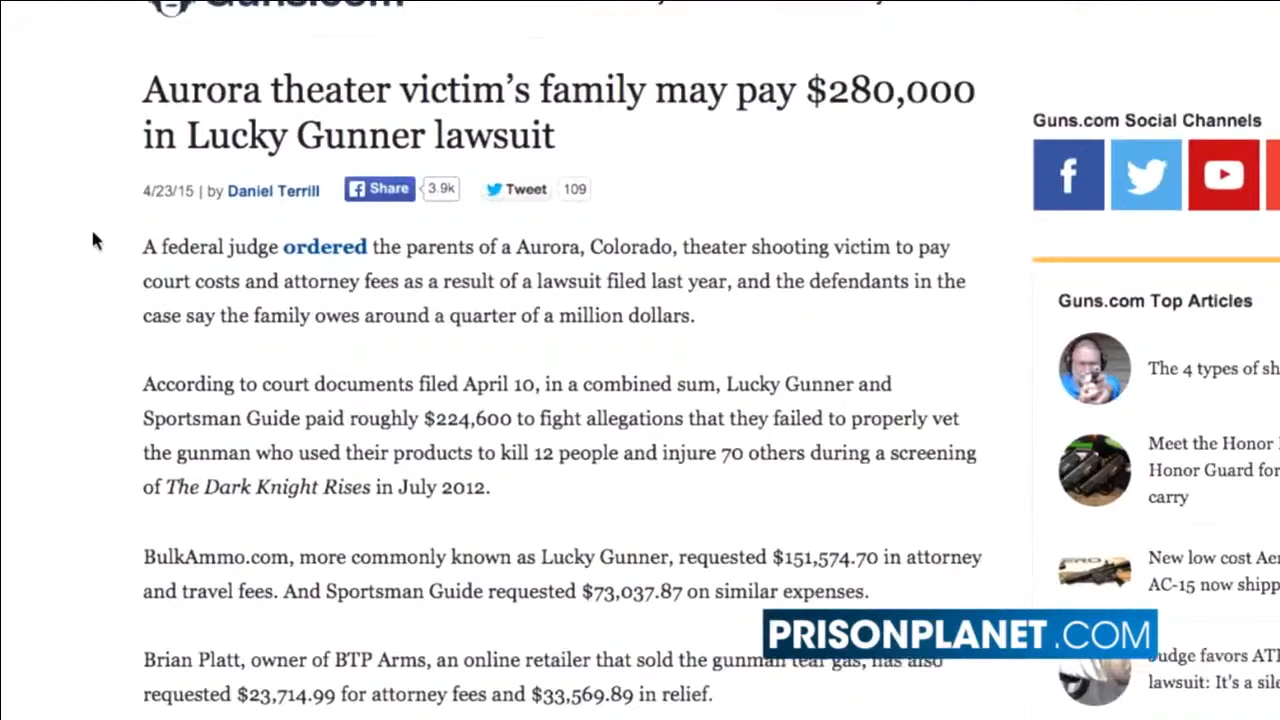 Guns.com
Aurora theater victim's family may pay $280,000
in Lucky Gunner lawsuit
4/23/15 | by Daniel Terrill
Share
3.9k
Tweet
109
A federal judge ordered the parents of a Aurora, Colorado, theater shooting victim to pay
court costs and attorney fees as a result of a lawsuit filed last year, and the defendants in the
case say the family owes around a quarter of a million dollars.
According to court documents filed April 10, in a combined sum, Lucky Gunner and
Sportsman Guide paid roughly $224,600 to fight allegations that they failed to properly vet
the gunman who used their products to kill 12 people and injure 70 others during a screening
of The Dark Knight Rises in July 2012.
BulkAmmo.com, more commonly known as Lucky Gunner, requested $151,574.70 in attorney
and travel fees. And Sportsman Guide requested $73,037.87 on similar expenses.
Brian Platt, owner of BTP Arms, an online retailer that sold the gunman tear gas, has also
requested $23,714.99 for attorney fees and $33,569.89 in relief.
Guns.com Social Channels
Guns.com Top Articles
The 4 types of sh
Meet the Honor
Honor Guard for
carry
New low cost Aer
AC-15 now shipp
Judge favors ATF
lawsuit: It's a sile
PRISONPLANET.COM